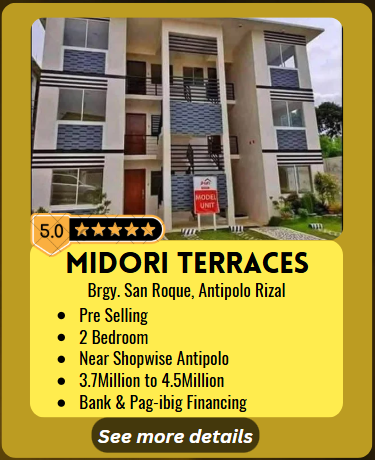 MODEL
UNIT
5.0
MIDORI TERRACES
Brgy. San Roque, Antipolo Rizal
Pre Selling
2 Bedroom
Near Shopwise Antipolo
3.7Million to 4.5Million
Bank & Pag-ibig Financing
See more details